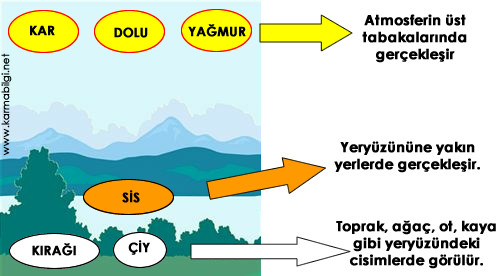 KAR
DOLU
YAĞMUR
Atmosferin üst
tabakalarında
gerçekleşir
www.karmabilgi.net
Yeryüzününe yakın
yerlerde gerçekleşir.
SİS
KIRAĞI
ÇİY
Toprak, ağaç, ot, kaya
gibi yeryüzündeki
cisimlerde görülür.